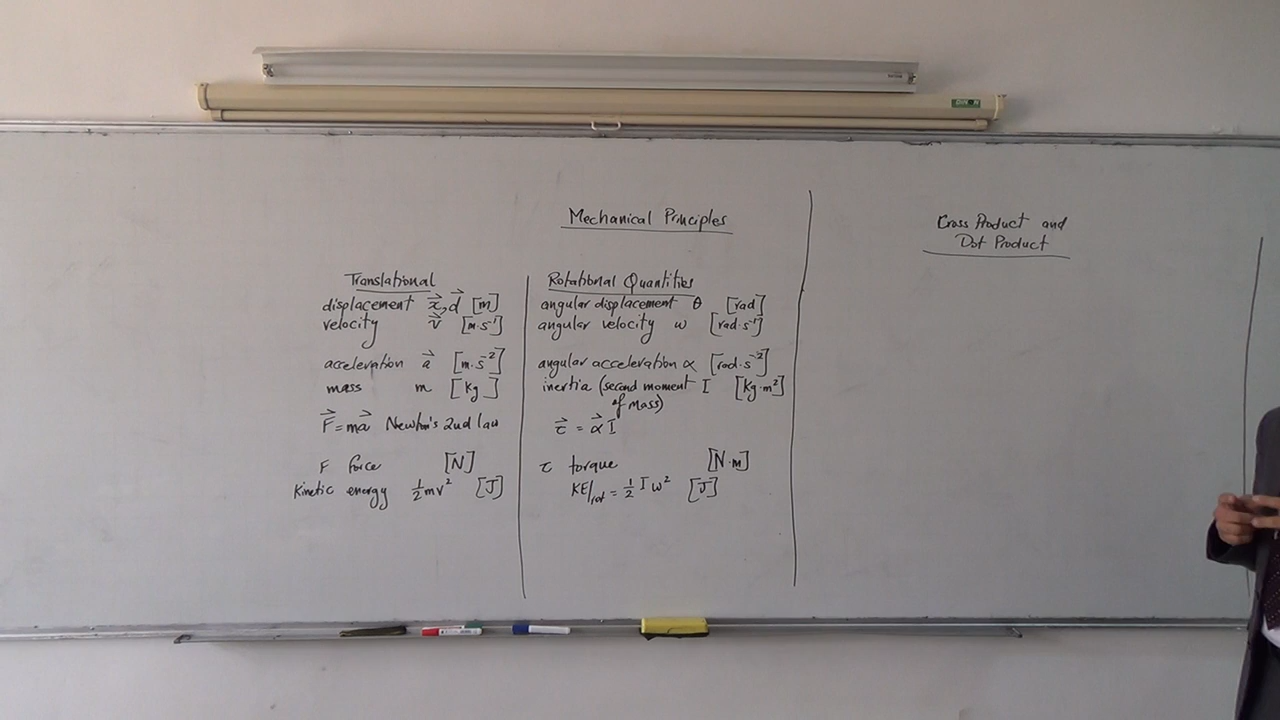 Mechanical Principles
Translational
displacement x⃗, d⃗ [m]
velocity v⃗ [m·s⁻¹]
acceleration a⃗ [m·s⁻²]
mass m [Kg]
F⃗ = ma⃗ Newton's 2nd law
F force [N]
Kinetic energy ½mv² [J]
Rotational Quantities
angular displacement θ [rad]
angular velocity ω [rad·s⁻¹]
angular acceleration α [rad·s⁻²]
inertia (second moment I [Kg·m²]
of mass)
τ⃗ = α⃗ I
τ torque [N·m]
KE/rot = ½ I ω² [J]
Cross Product and
Dot Product